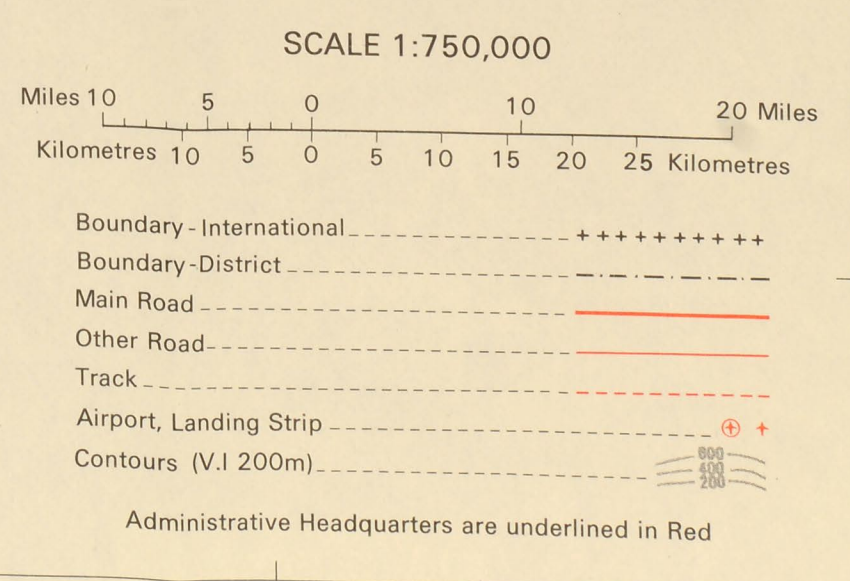 SCALE 1:750,000
Miles 10 5 0 10 20 Miles
Kilometres 10 5 0 5 10 15 20 25 Kilometres
Boundary-International
Boundary-District
Main Road
Other Road
Track
Airport, Landing Strip
Contours (V.I 200m)
600
400
200
Administrative Headquarters are underlined in Red